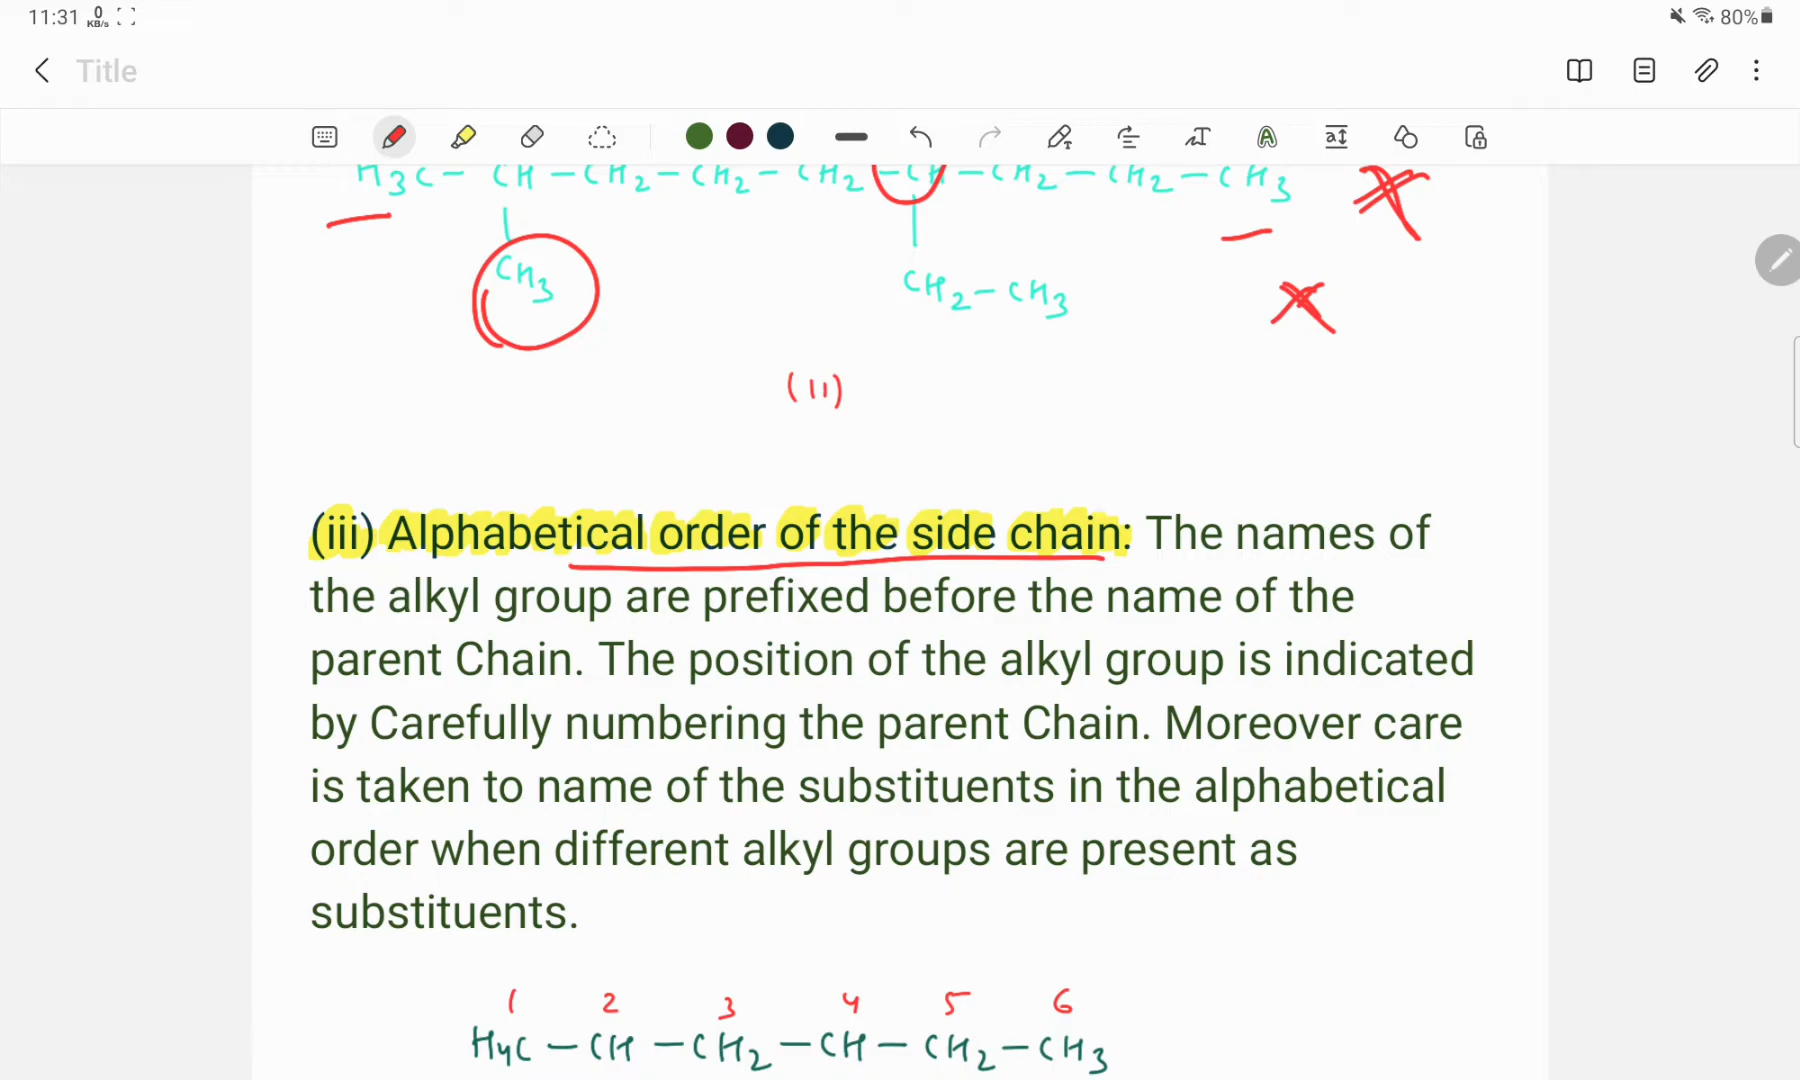 11:31 0 KB/s 80%
Title
H3C - CH - CH2 - CH2 - CH2 - CH - CH2 - CH2 - CH3
CH3
CH2 - CH3
(11)
(iii) Alphabetical order of the side chain: The names of
the alkyl group are prefixed before the name of the
parent Chain. The position of the alkyl group is indicated
by Carefully numbering the parent Chain. Moreover care
is taken to name of the substituents in the alphabetical
order when different alkyl groups are present as
substituents.
1 2 3 4 5 6
H4C - CH - CH2 - CH - CH2 - CH3